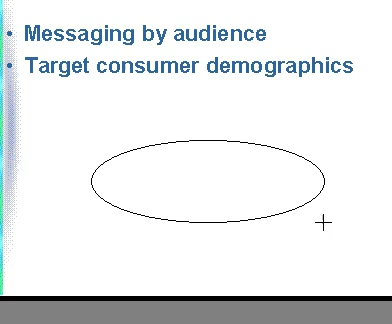 • Messaging by audience
• Target consumer demographics